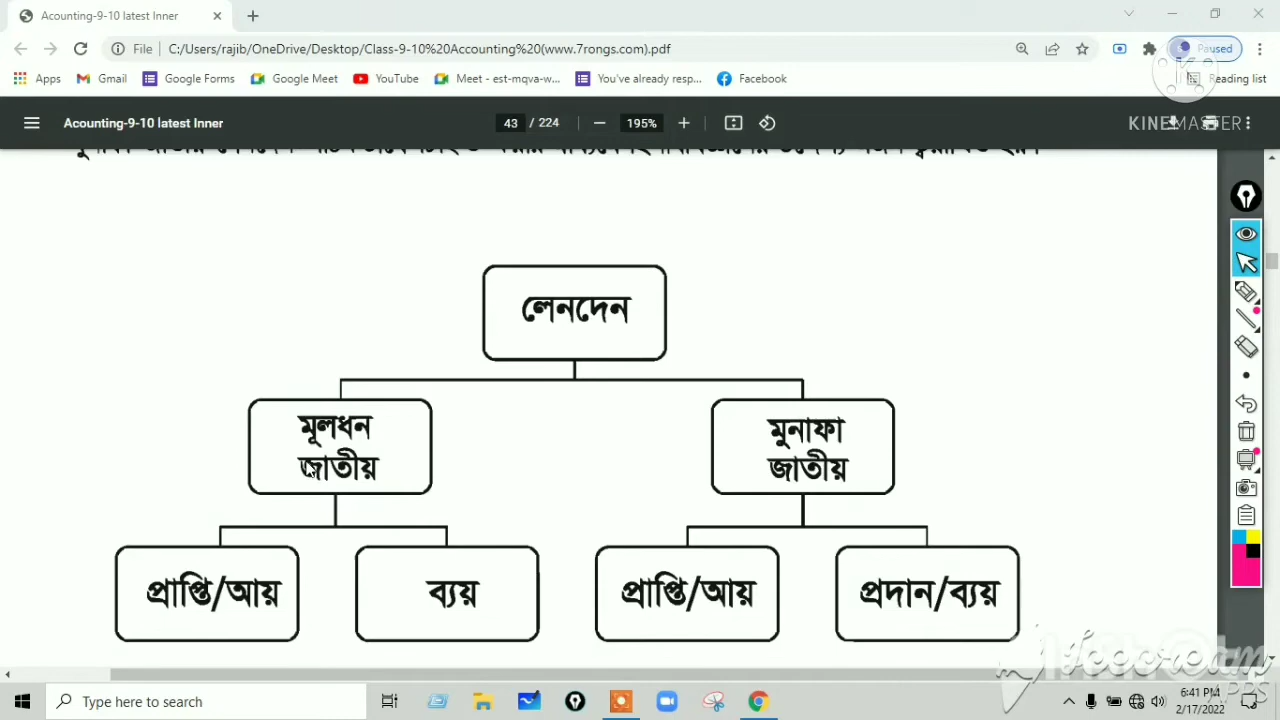 Acounting-9-10 latest Inner
File
C:/Users/rajib/OneDrive/Desktop/Class-9-10%20Accounting%20(www.7rongs.com).pdf
Paused
Apps
Gmail
Google Forms
Google Meet
YouTube
Meet - est-mqva-w...
You've already resp...
Facebook
Reading list
Acounting-9-10 latest Inner
43 / 224
195%
KINEMASTER
লেনদেন
মূলধন
জাতীয়
মুনাফা
জাতীয়
প্রাপ্তি/আয়
ব্যয়
প্রাপ্তি/আয়
প্রদান/ব্যয়
Type here to search
6:41 PM
2/17/2022